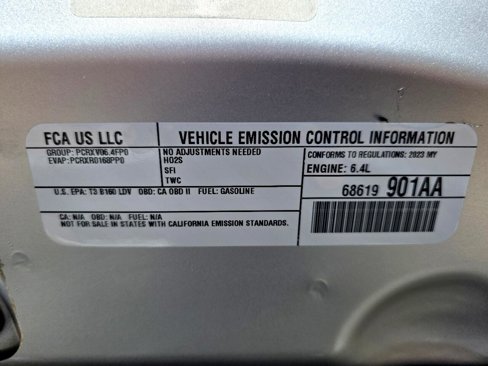 FCA US LLC
GROUP: PCRXV06.4FP0
EVAP:PCRXR0168PP0
VEHICLE EMISSION CONTROL INFORMATION
NO ADJUSTMENTS NEEDED
HO2S
SFI
TWC
CONFORMS TO REGULATIONS: 2023 MY
ENGINE: 6.4L
68619 901AA
U.S. EPA: T3 B160 LDV OBD: CA OBD II FUEL: GASOLINE
CA: N/A OBD: N/A FUEL: N/A
NOT FOR SALE IN STATES WITH CALIFORNIA EMISSION STANDARDS.